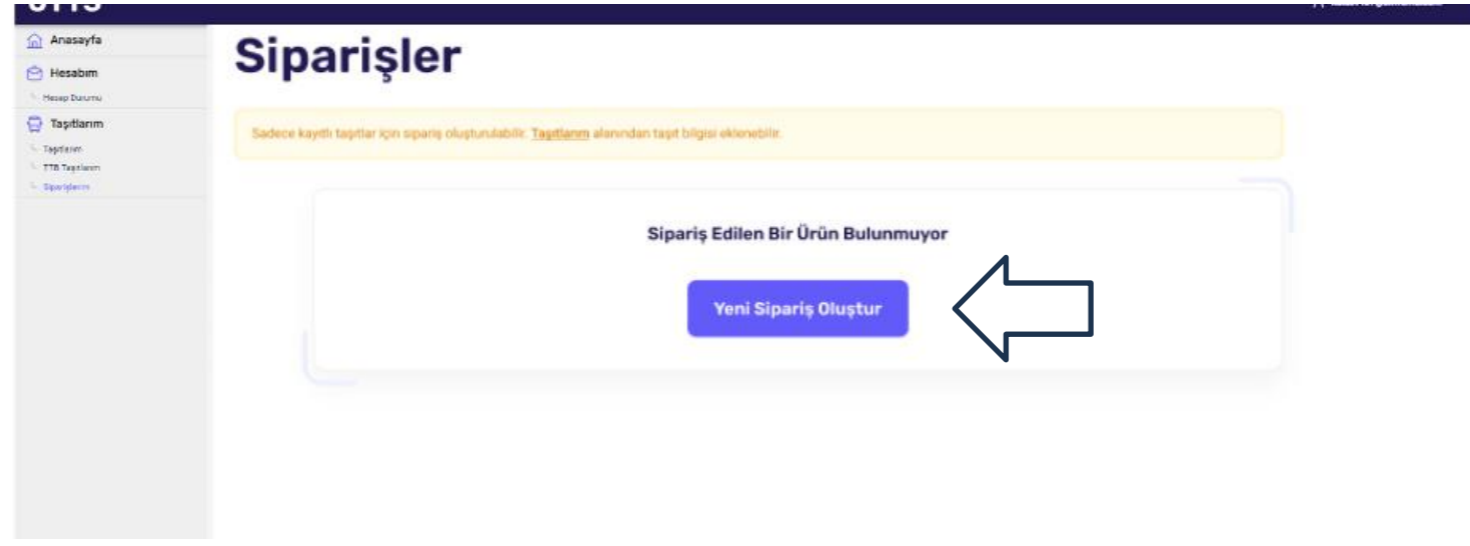 Anasayfa
Hesabım
Hesap Durumu
Taşıtlarım
Taşıtlarım
TTB Taşıtlarım
Siparişlerim
Siparişler
Sadece kayıtlı taşıtlar için sipariş oluşturulabilir. Taşıtlarım alanından taşıt bilgisi eklenebilir.
Sipariş Edilen Bir Ürün Bulunmuyor
Yeni Sipariş Oluştur